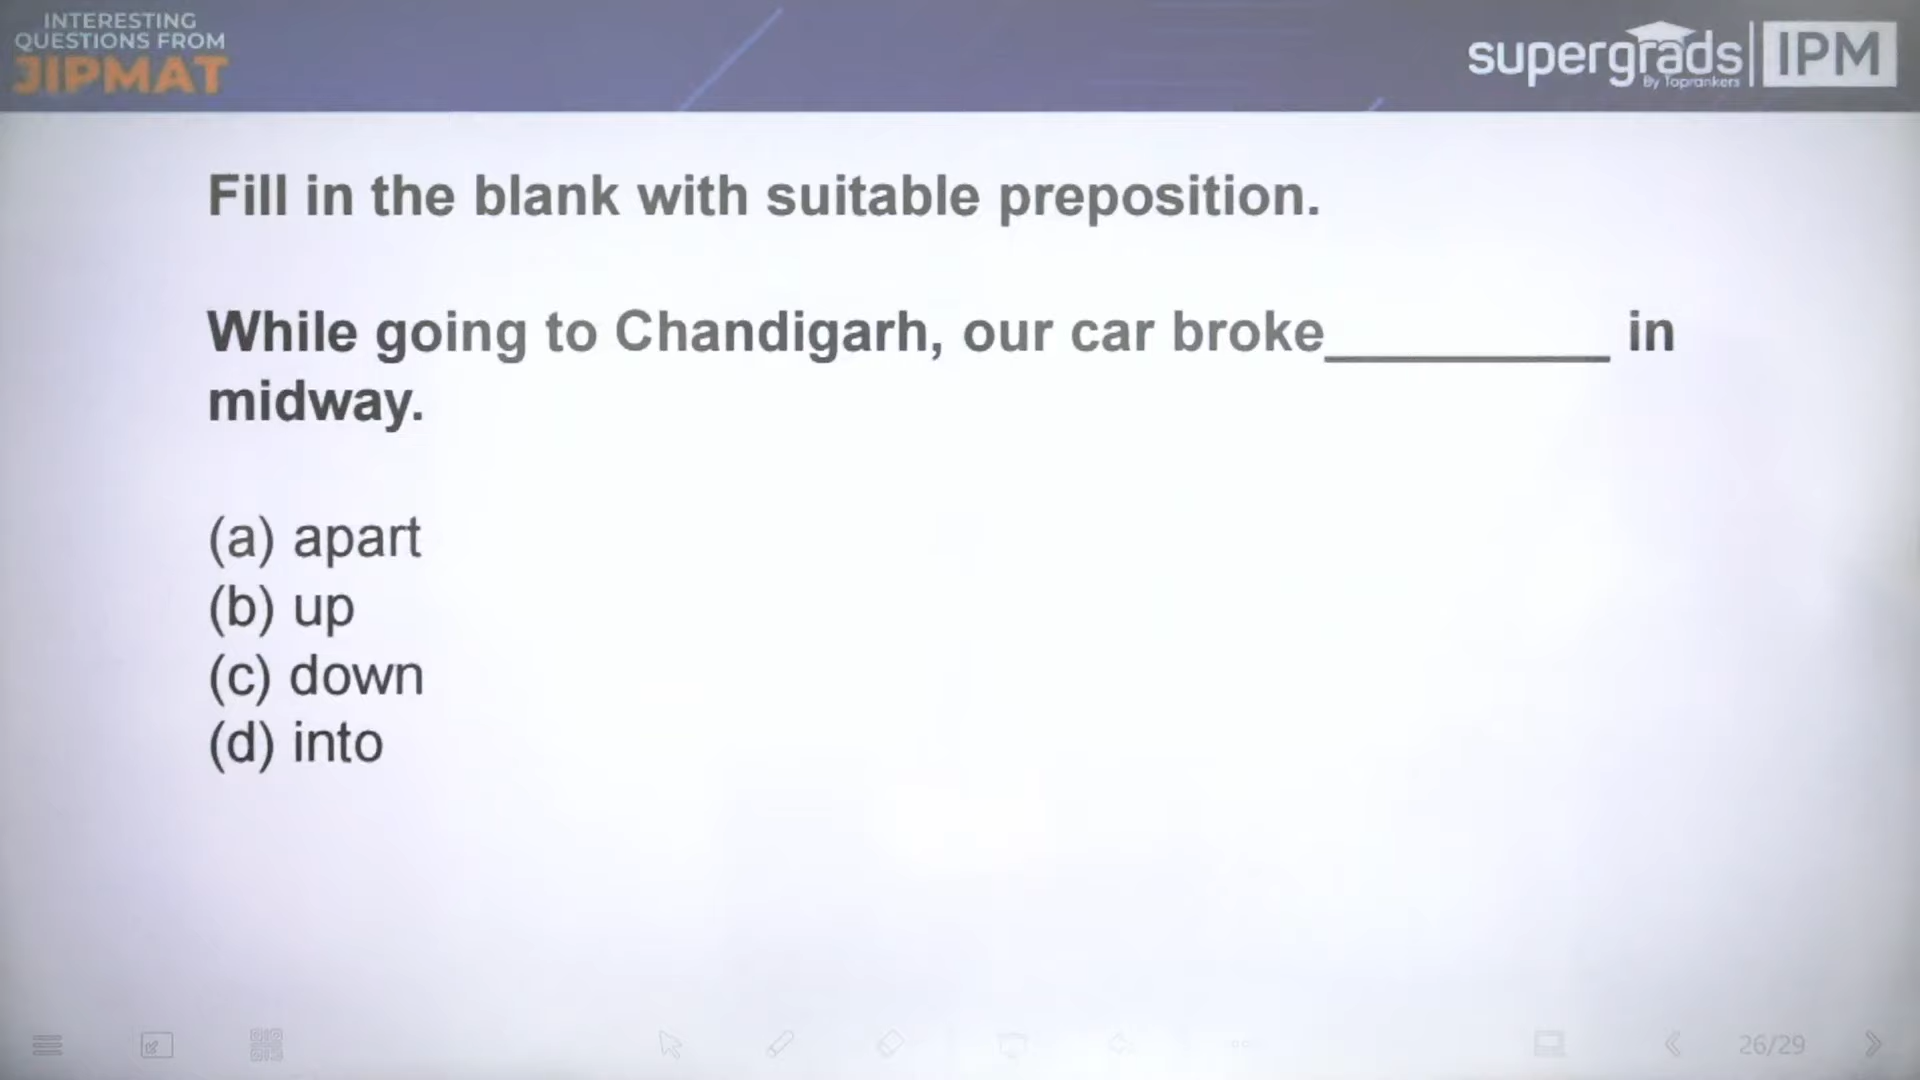 INTERESTING
QUESTIONS FROM
JIPMAT
supergrads IPM
By Toprankers
Fill in the blank with suitable preposition.
While going to Chandigarh, our car broke__________ in
midway.
(a) apart
(b) up
(c) down
(d) into
26/29